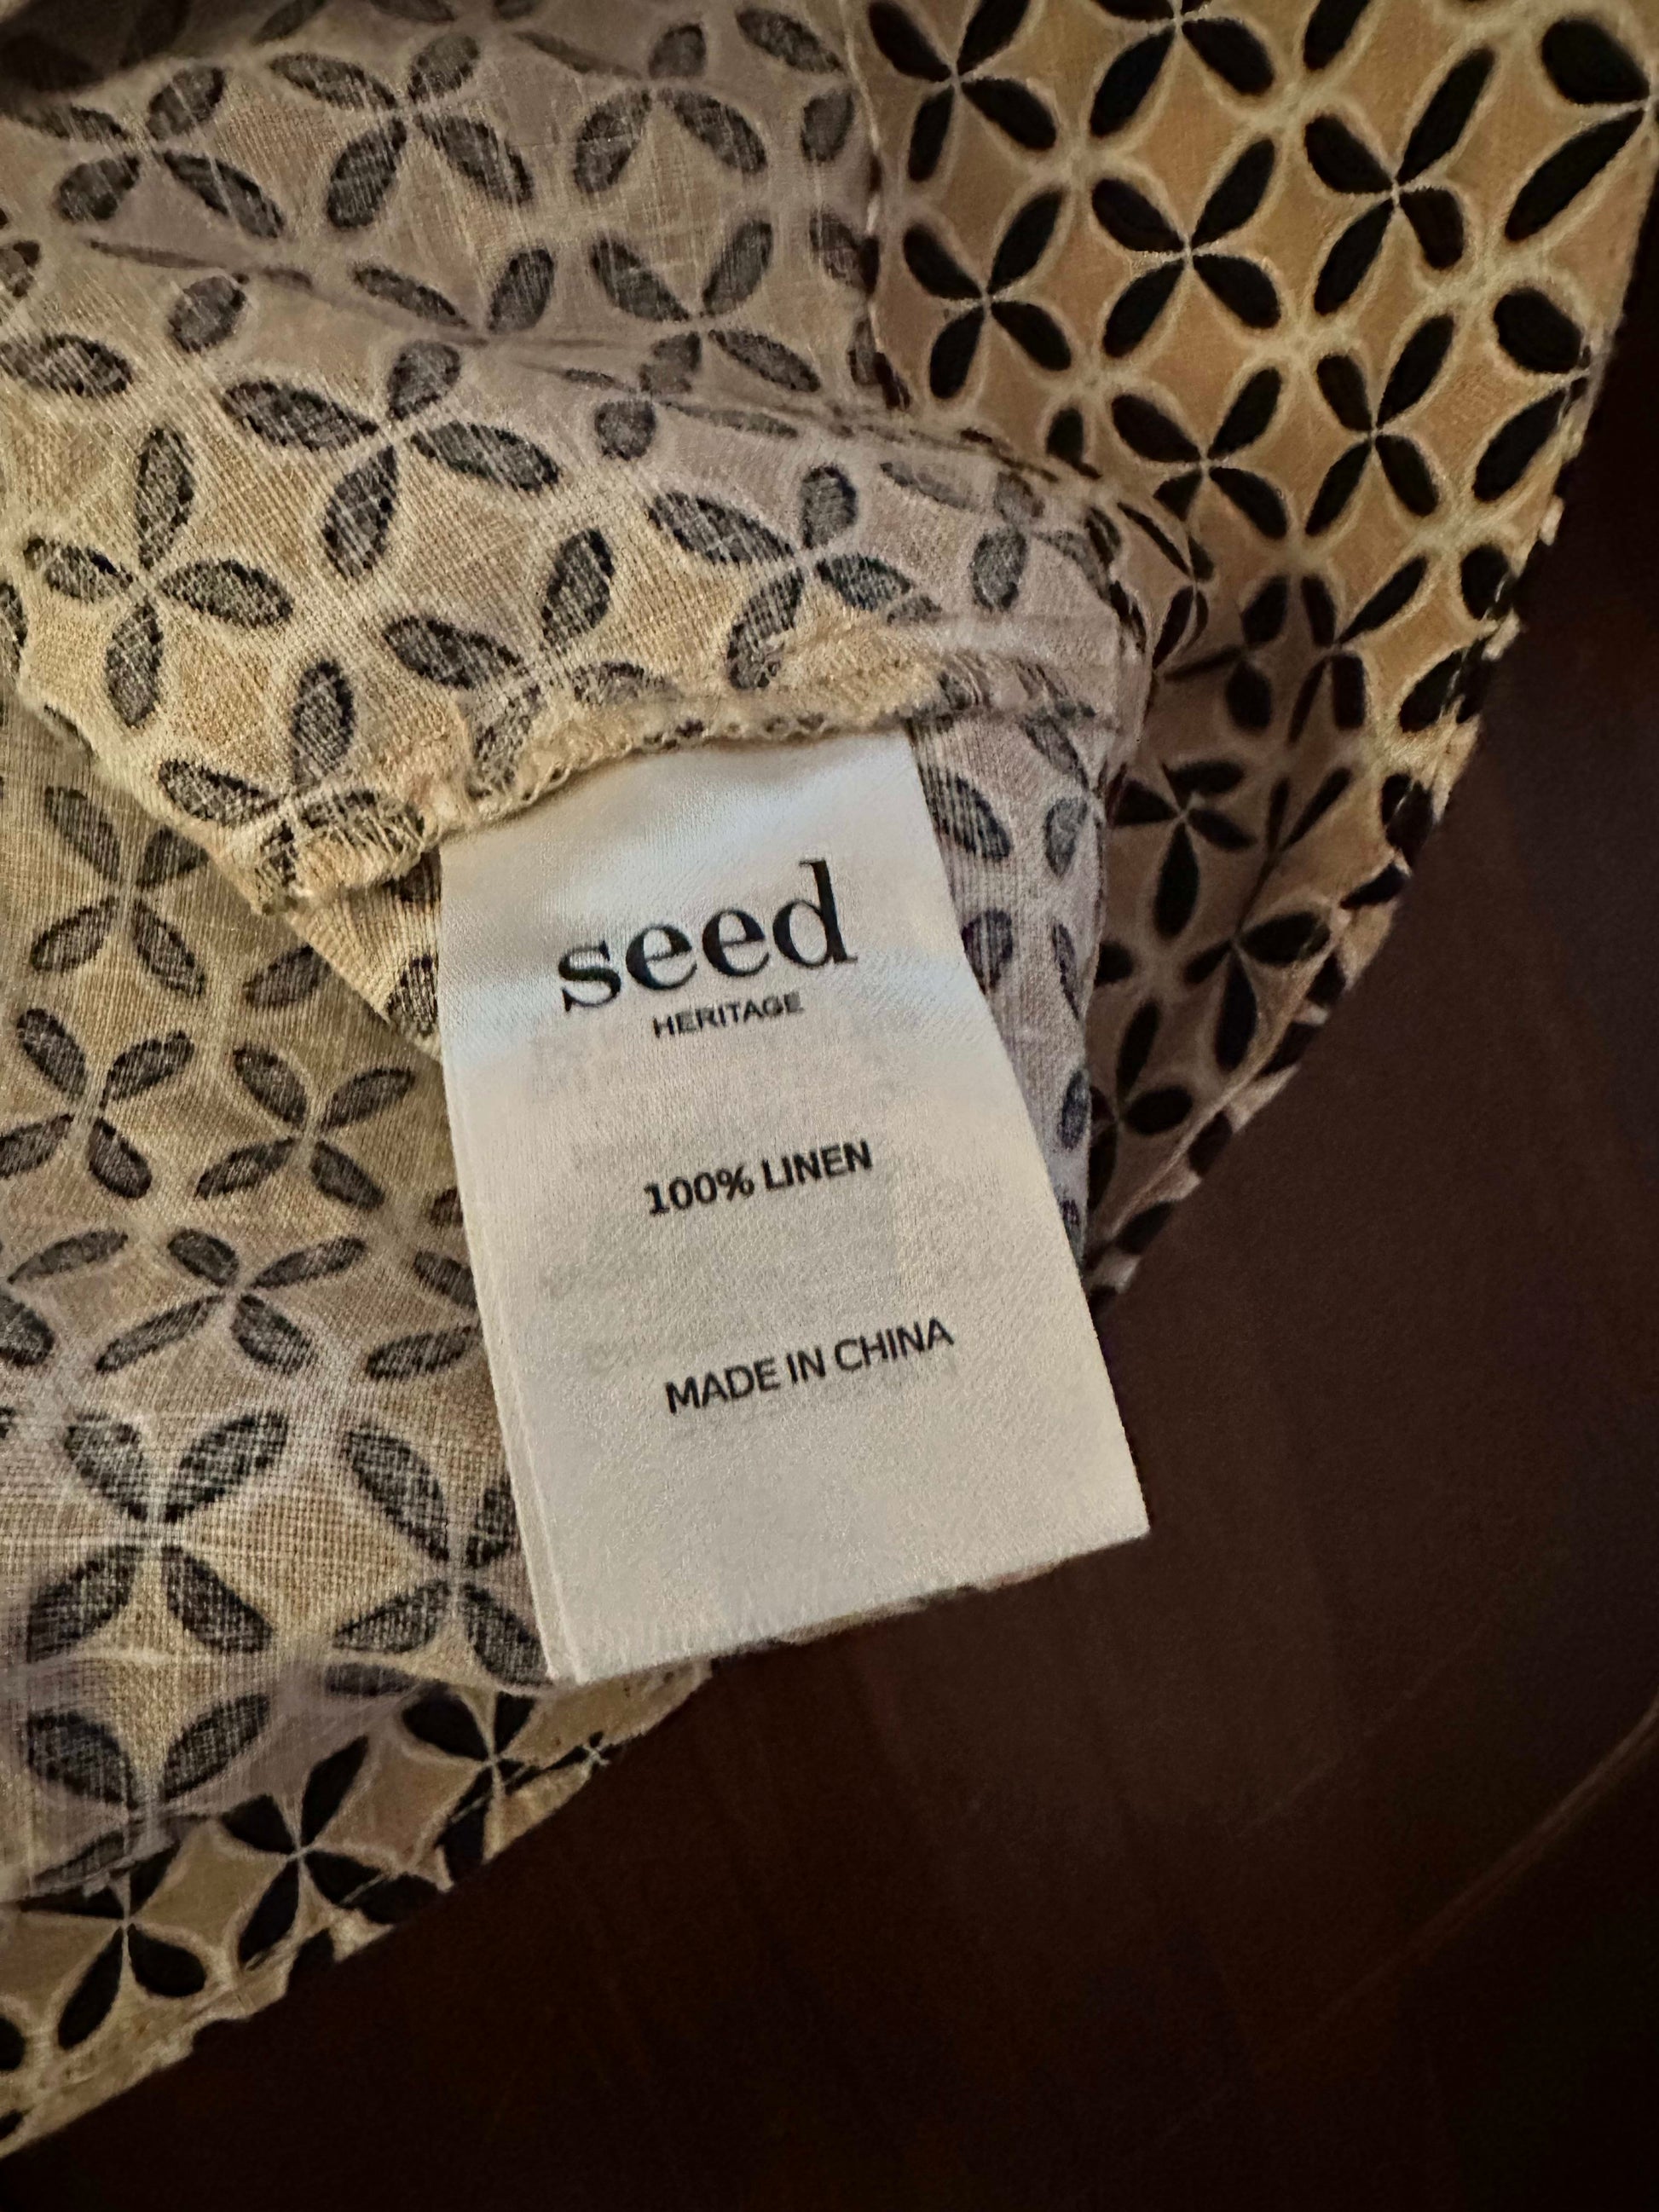 seed
HERITAGE
100% LINEN
MADE IN CHINA